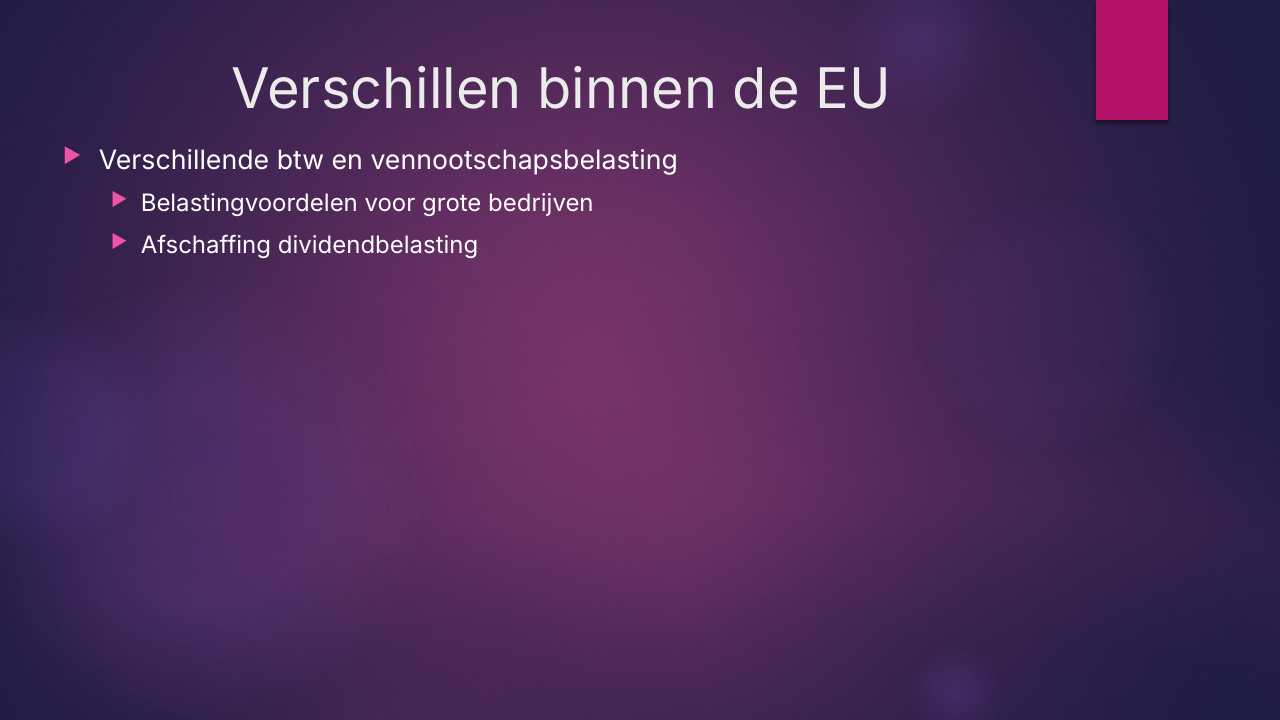 Verschillen binnen de EU
Verschillende btw en vennootschapsbelasting
Belastingvoordelen voor grote bedrijven
Afschaffing dividendbelasting